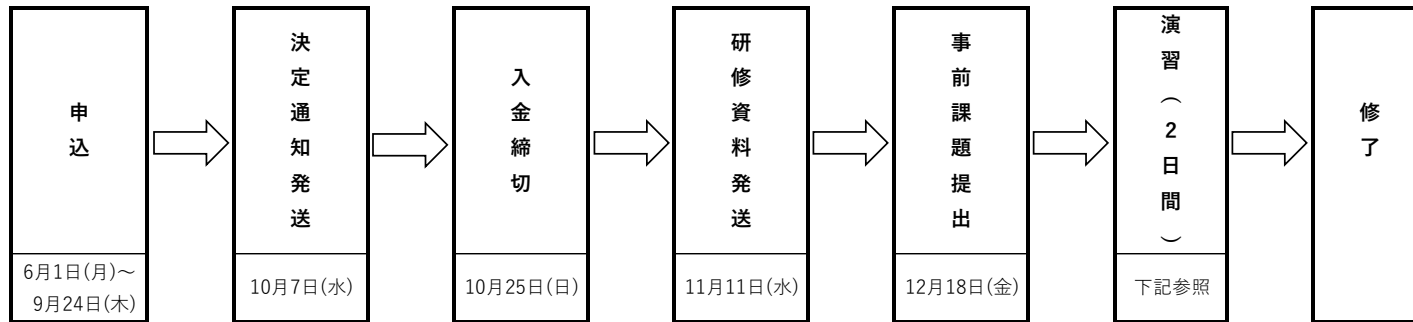 申込
6月1日(月)～
9月24日(木)
決定通知発送
10月7日(水)
入金締切
10月25日(日)
研修資料発送
11月11日(水)
事前課題提出
12月18日(金)
演習（2日間）
下記参照
修了